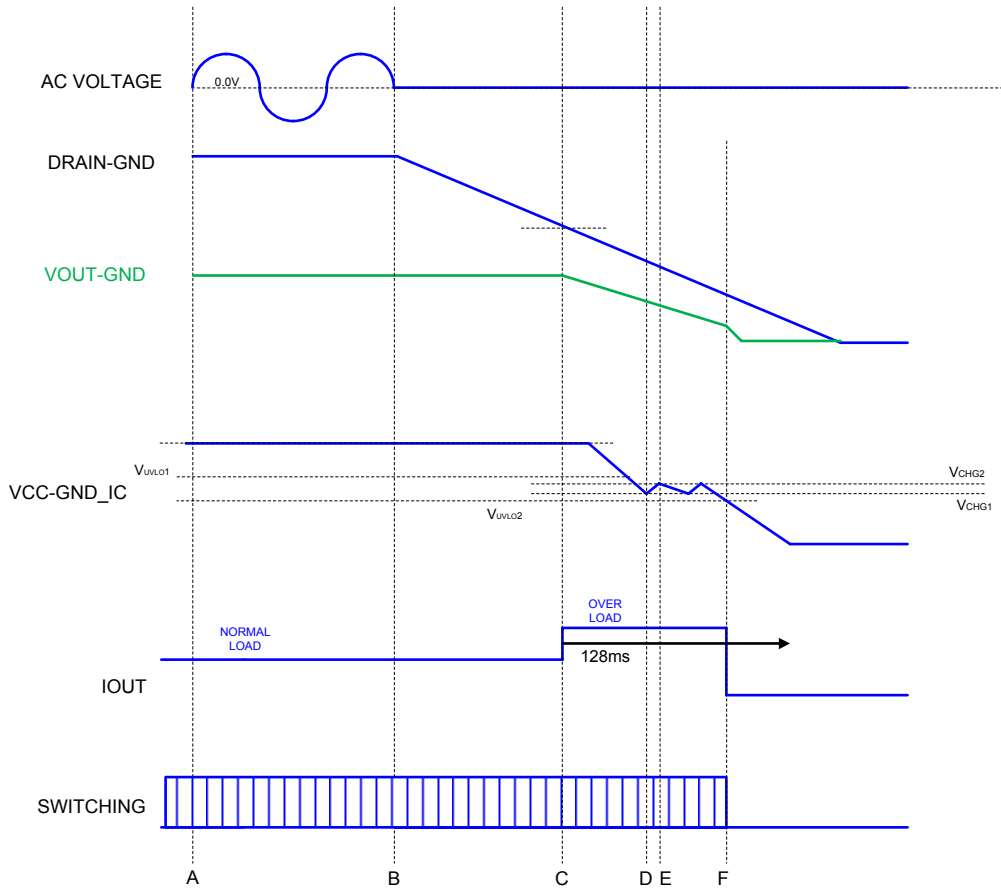 AC VOLTAGE
0.0V
DRAIN-GND
VOUT-GND
VUVLO1
VCHG2
VCC-GND_IC
VUVLO2
VCHG1
NORMAL
LOAD
OVER
LOAD
128ms
IOUT
SWITCHING
A B C D E F